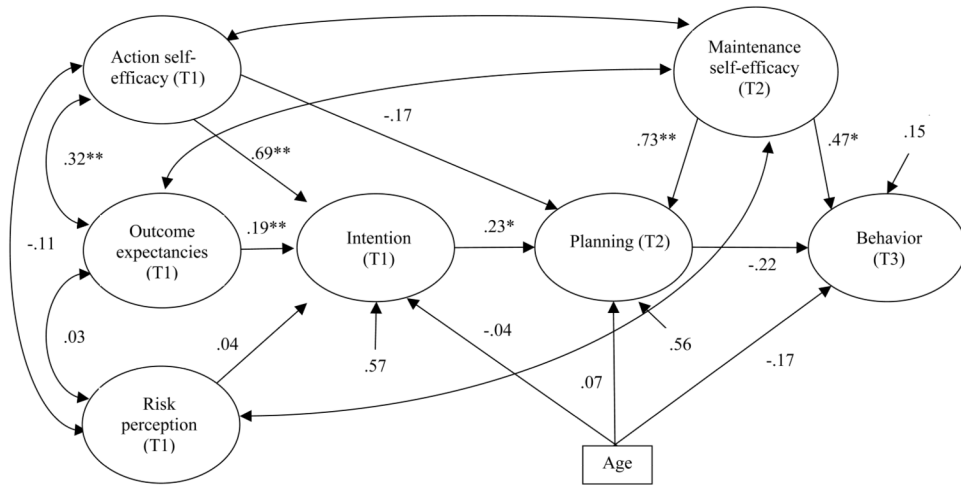 Action self-
efficacy (T1)
Maintenance
self-efficacy
(T2)
-.17
.15
.73**
.47*
.32**
.69**
Outcome
expectancies
(T1)
.19**
Intention
(T1)
.23*
Planning (T2)
-.22
Behavior
(T3)
-.11
.03
.04
-.04
.57
.56
-.17
.07
Risk
perception
(T1)
Age